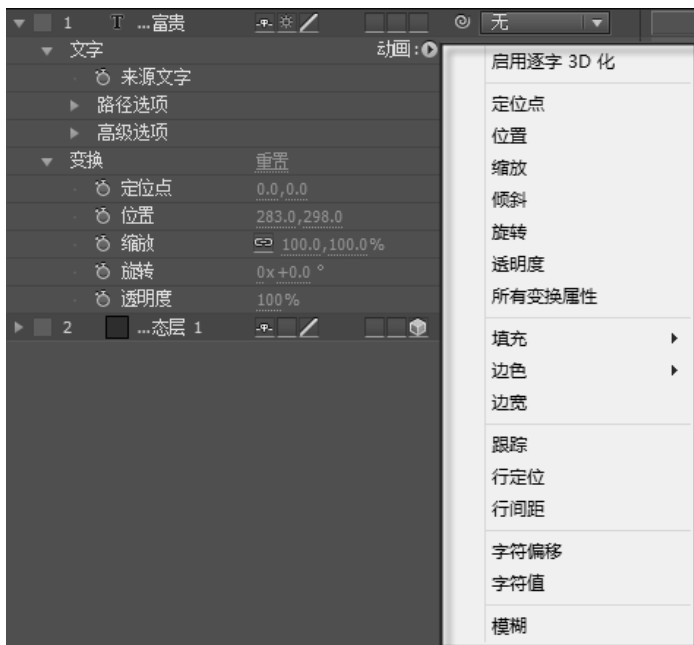 1 T ...富贵 无
文字 动画:
来源文字
路径选项
高级选项
变换 重置
定位点 0.0,0.0
位置 283.0,298.0
缩放 100.0,100.0%
旋转 0x+0.0 °
透明度 100%
2 ...态层 1
启用逐字 3D 化
定位点
位置
缩放
倾斜
旋转
透明度
所有变换属性
填充
边色
边宽
跟踪
行定位
行间距
字符偏移
字符值
模糊